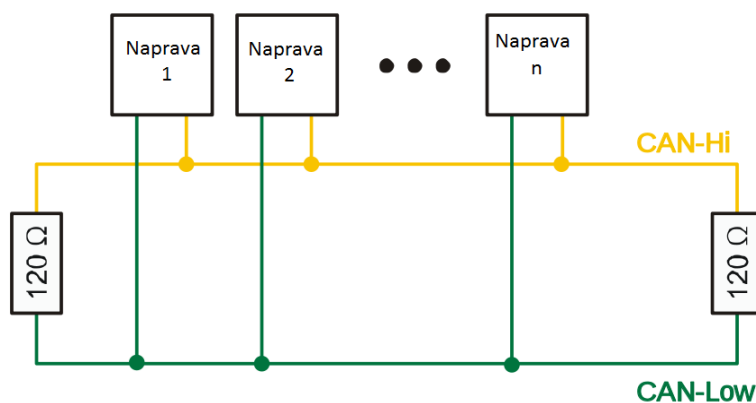 Naprava
1
Naprava
2
Naprava
n
CAN-Hi
120 Ω
120 Ω
CAN-Low